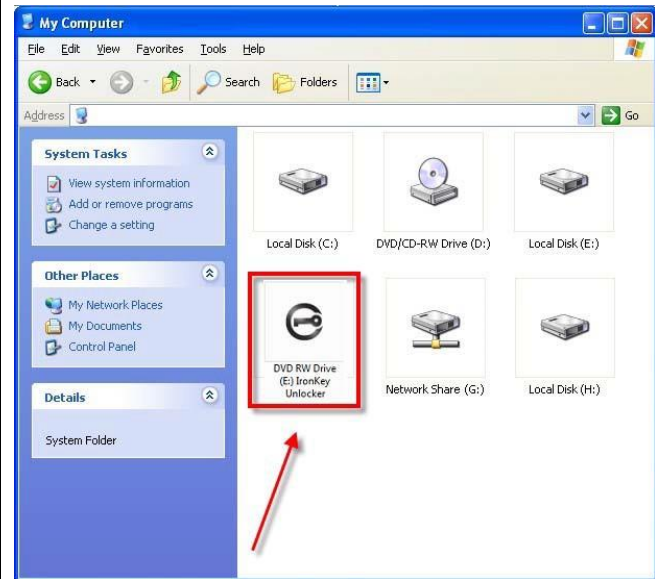 My Computer
File Edit View Favorites Tools Help
Back Search Folders
Address Go
System Tasks
View system information
Add or remove programs
Change a setting
Other Places
My Network Places
My Documents
Control Panel
Details
System Folder
Local Disk (C:) DVD/CD-RW Drive (D:) Local Disk (E:)
DVD RW Drive
(E:) IronKey
Unlocker
Network Share (G:) Local Disk (H:)